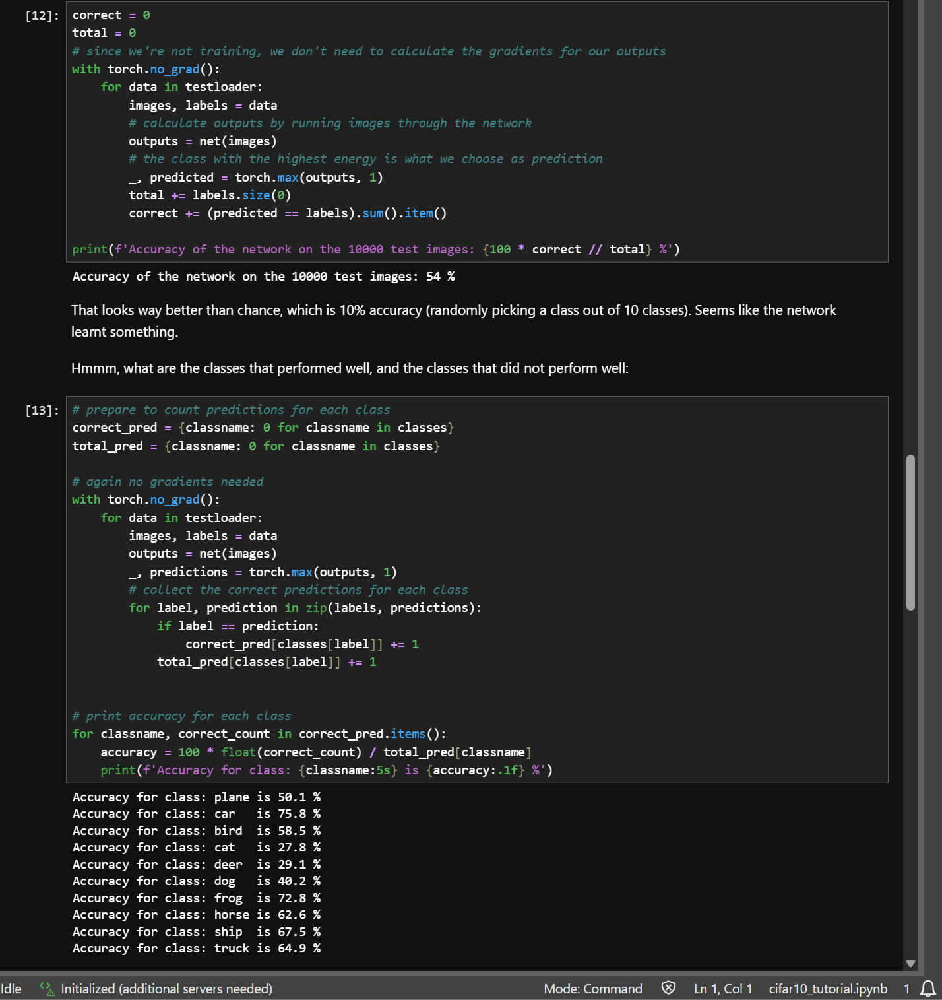 [12]:
correct = 0
total = 0
# since we're not training, we don't need to calculate the gradients for our outputs
with torch.no_grad():
    for data in testloader:
        images, labels = data
        # calculate outputs by running images through the network
        outputs = net(images)
        # the class with the highest energy is what we choose as prediction
        _, predicted = torch.max(outputs, 1)
        total += labels.size(0)
        correct += (predicted == labels).sum().item()
print(f'Accuracy of the network on the 10000 test images: {100 * correct // total} %')
Accuracy of the network on the 10000 test images: 54 %
That looks way better than chance, which is 10% accuracy (randomly picking a class out of 10 classes). Seems like the network
learnt something.
Hmmm, what are the classes that performed well, and the classes that did not perform well:
[13]:
# prepare to count predictions for each class
correct_pred = {classname: 0 for classname in classes}
total_pred = {classname: 0 for classname in classes}
# again no gradients needed
with torch.no_grad():
    for data in testloader:
        images, labels = data
        outputs = net(images)
        _, predictions = torch.max(outputs, 1)
        # collect the correct predictions for each class
        for label, prediction in zip(labels, predictions):
            if label == prediction:
                correct_pred[classes[label]] += 1
            total_pred[classes[label]] += 1
# print accuracy for each class
for classname, correct_count in correct_pred.items():
    accuracy = 100 * float(correct_count) / total_pred[classname]
    print(f'Accuracy for class: {classname:5s} is {accuracy:.1f} %')
Accuracy for class: plane is 50.1 %
Accuracy for class: car   is 75.8 %
Accuracy for class: bird  is 58.5 %
Accuracy for class: cat   is 27.8 %
Accuracy for class: deer  is 29.1 %
Accuracy for class: dog   is 40.2 %
Accuracy for class: frog  is 72.8 %
Accuracy for class: horse is 62.6 %
Accuracy for class: ship  is 67.5 %
Accuracy for class: truck is 64.9 %
Idle Initialized (additional servers needed) Mode: Command Ln 1, Col 1 cifar10_tutorial.ipynb 1